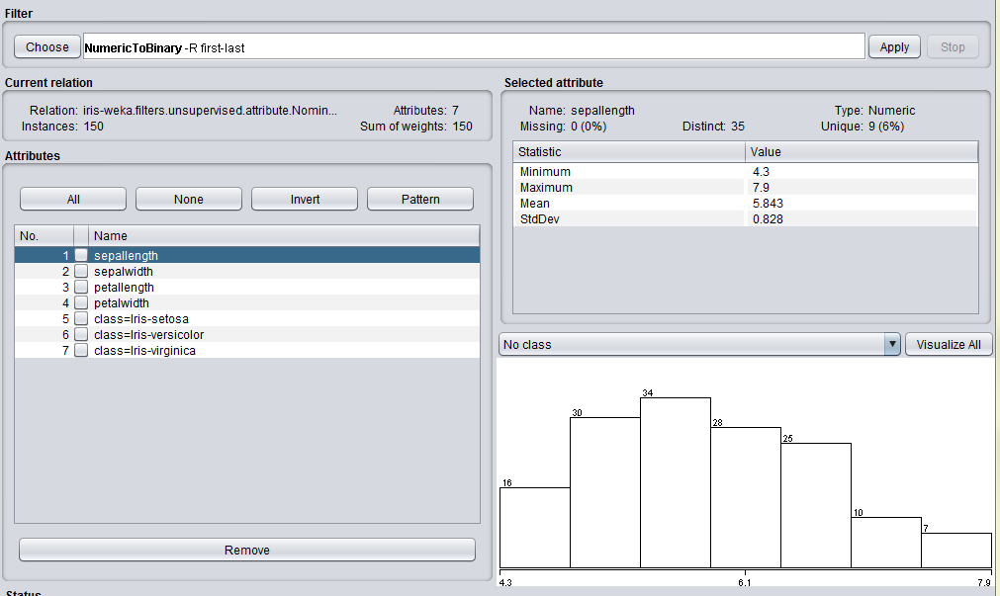 Filter
Choose NumericToBinary -R first-last Apply Stop
Current relation
Relation: iris-weka.filters.unsupervised.attribute.Nomin... Attributes: 7
Instances: 150 Sum of weights: 150
Attributes
All None Invert Pattern
No. Name
1 sepallength
2 sepalwidth
3 petallength
4 petalwidth
5 class=Iris-setosa
6 class=Iris-versicolor
7 class=Iris-virginica
Remove
Status
Selected attribute
Name: sepallength Type: Numeric
Missing: 0 (0%) Distinct: 35 Unique: 9 (6%)
Statistic Value
Minimum 4.3
Maximum 7.9
Mean 5.843
StdDev 0.828
No class Visualize All
16 30 34 28 25 10 7
4.3 6.1 7.9